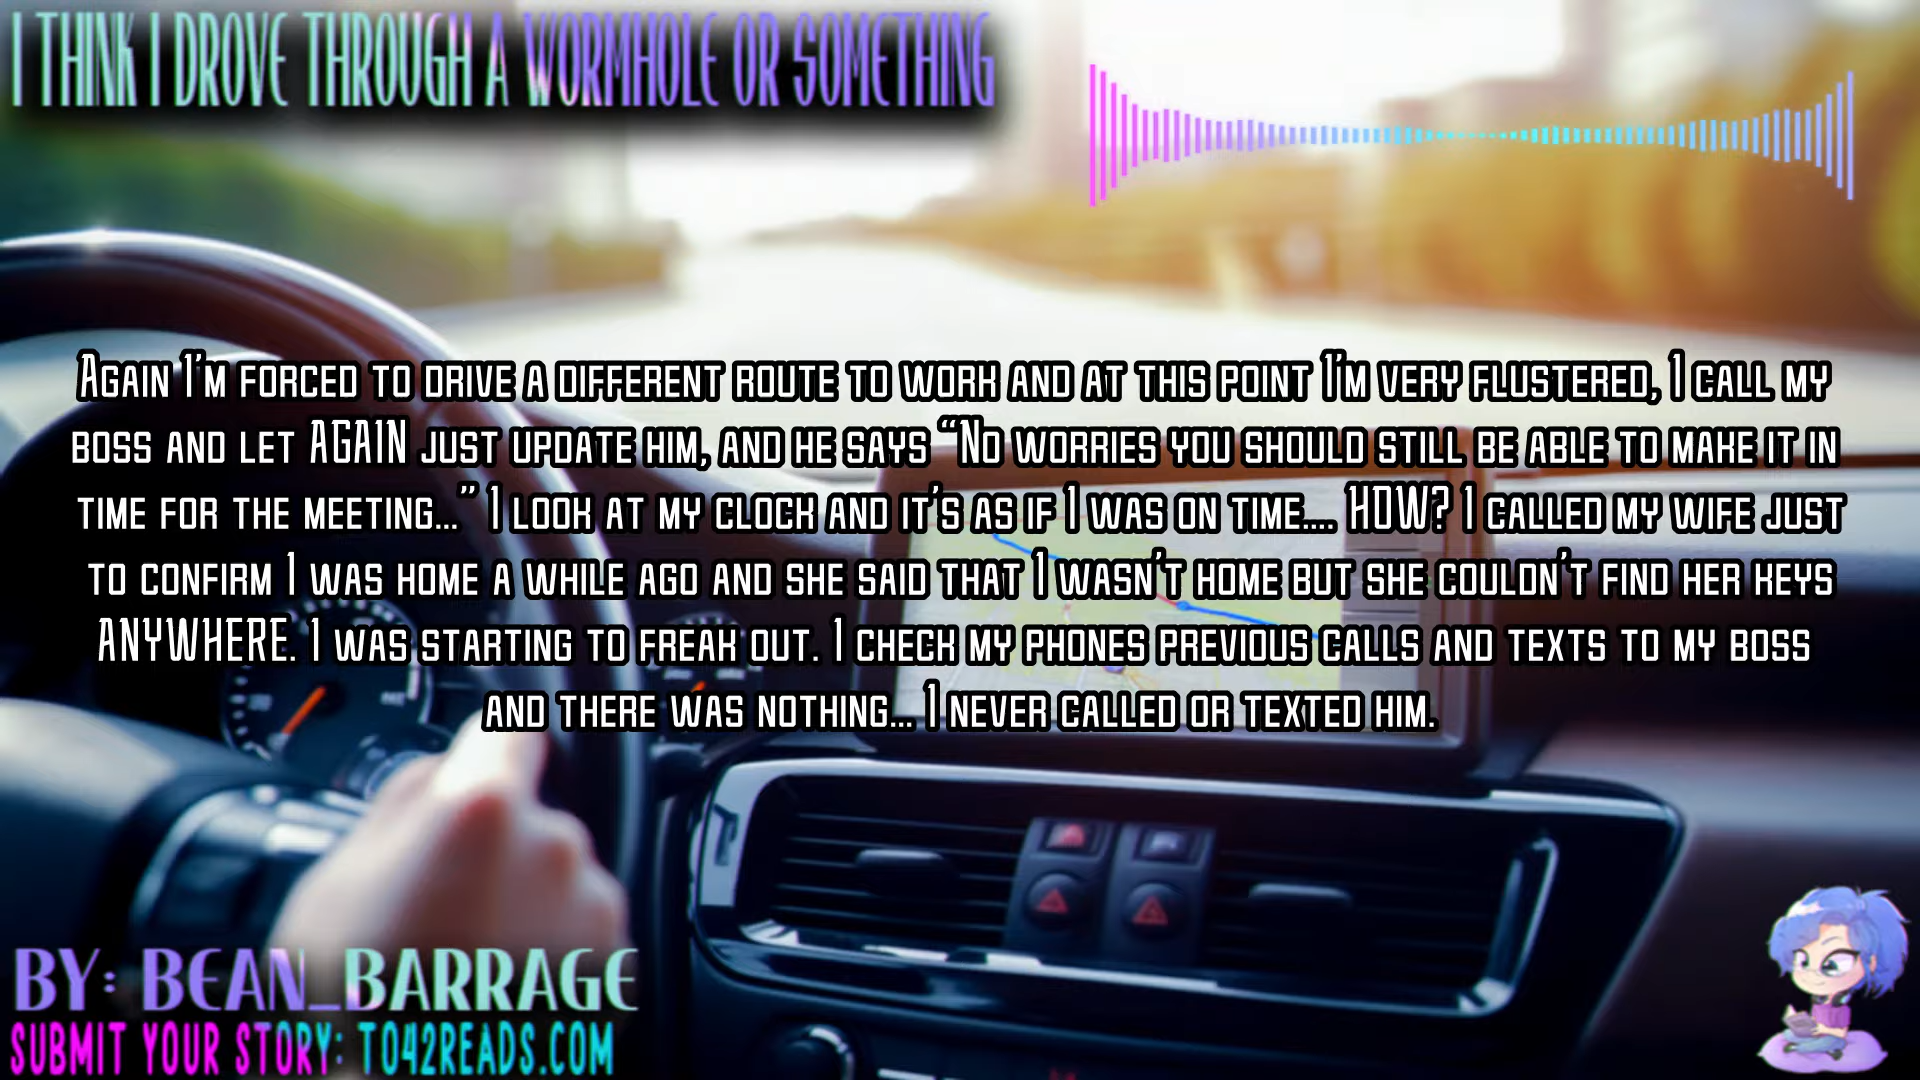 I THINK I DROVE THROUGH A WORMHOLE OR SOMETHING
Again I'm forced to drive a different route to work and at this point I'm very flustered, I call my
boss and let AGAIN just update him, and he says “No worries you should still be able to make it in
time for the meeting...” I look at my clock and it's as if I was on time.... HOW? I called my wife just
to confirm I was home a while ago and she said that I wasn't home but she couldn't find her keys
ANYWHERE. I was starting to freak out. I check my phones previous calls and texts to my boss
and there was nothing... I never called or texted him.
BY: BEAN_BARRAGE
SUBMIT YOUR STORY: TO42READS.COM